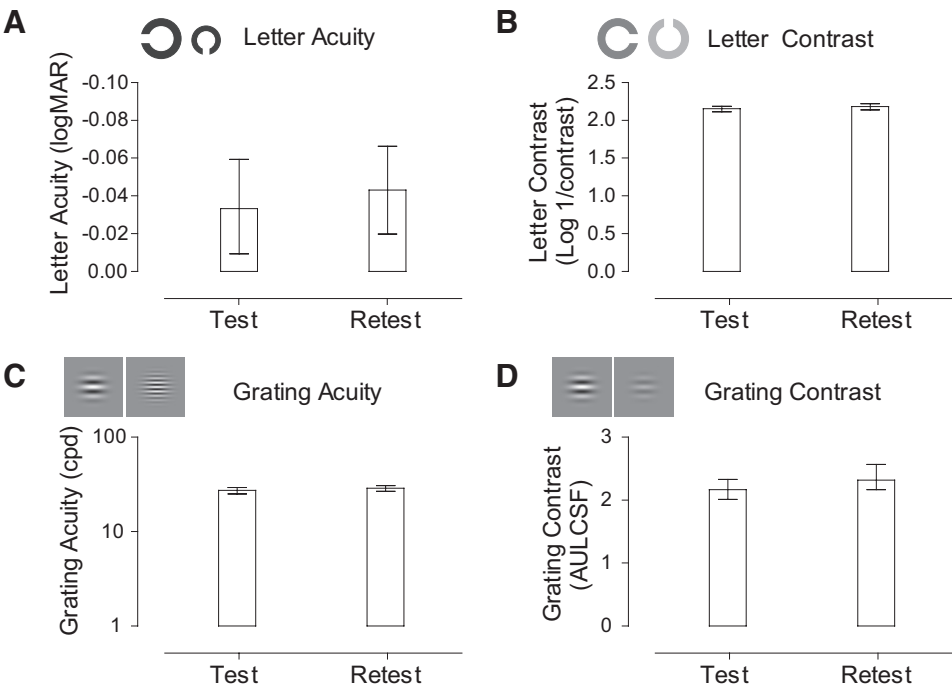 A
Letter Acuity
Letter Acuity (logMAR)
-0.10
-0.08
-0.06
-0.04
-0.02
0.00
Test
Retest
B
Letter Contrast
Letter Contrast
(Log 1/contrast)
2.5
2.0
1.5
1.0
0.5
0.0
Test
Retest
C
Grating Acuity
Grating Acuity (cpd)
100
10
1
Test
Retest
D
Grating Contrast
Grating Contrast
(AULCSF)
3
2
1
0
Test
Retest